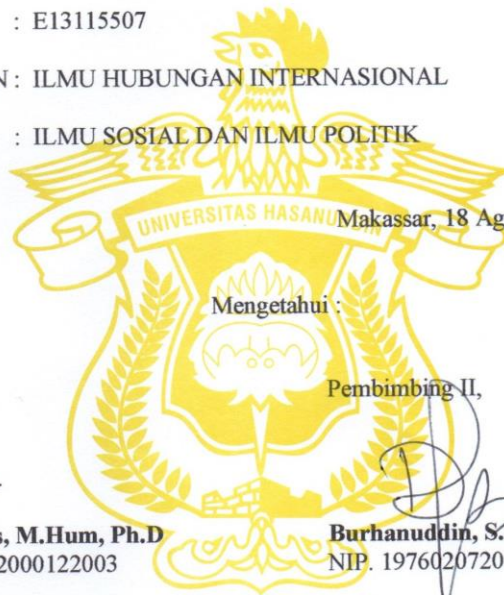 : E13115507
N : ILMU HUBUNGAN INTERNASIONAL
: ILMU SOSIAL DAN ILMU POLITIK
UNIVERSITAS HASANUDDIN
Makassar, 18 Ag
Mengetahui :
Pembimbing II,
s, M.Hum, Ph.D
Burhanuddin, S.
2000122003
NIP. 1976020720